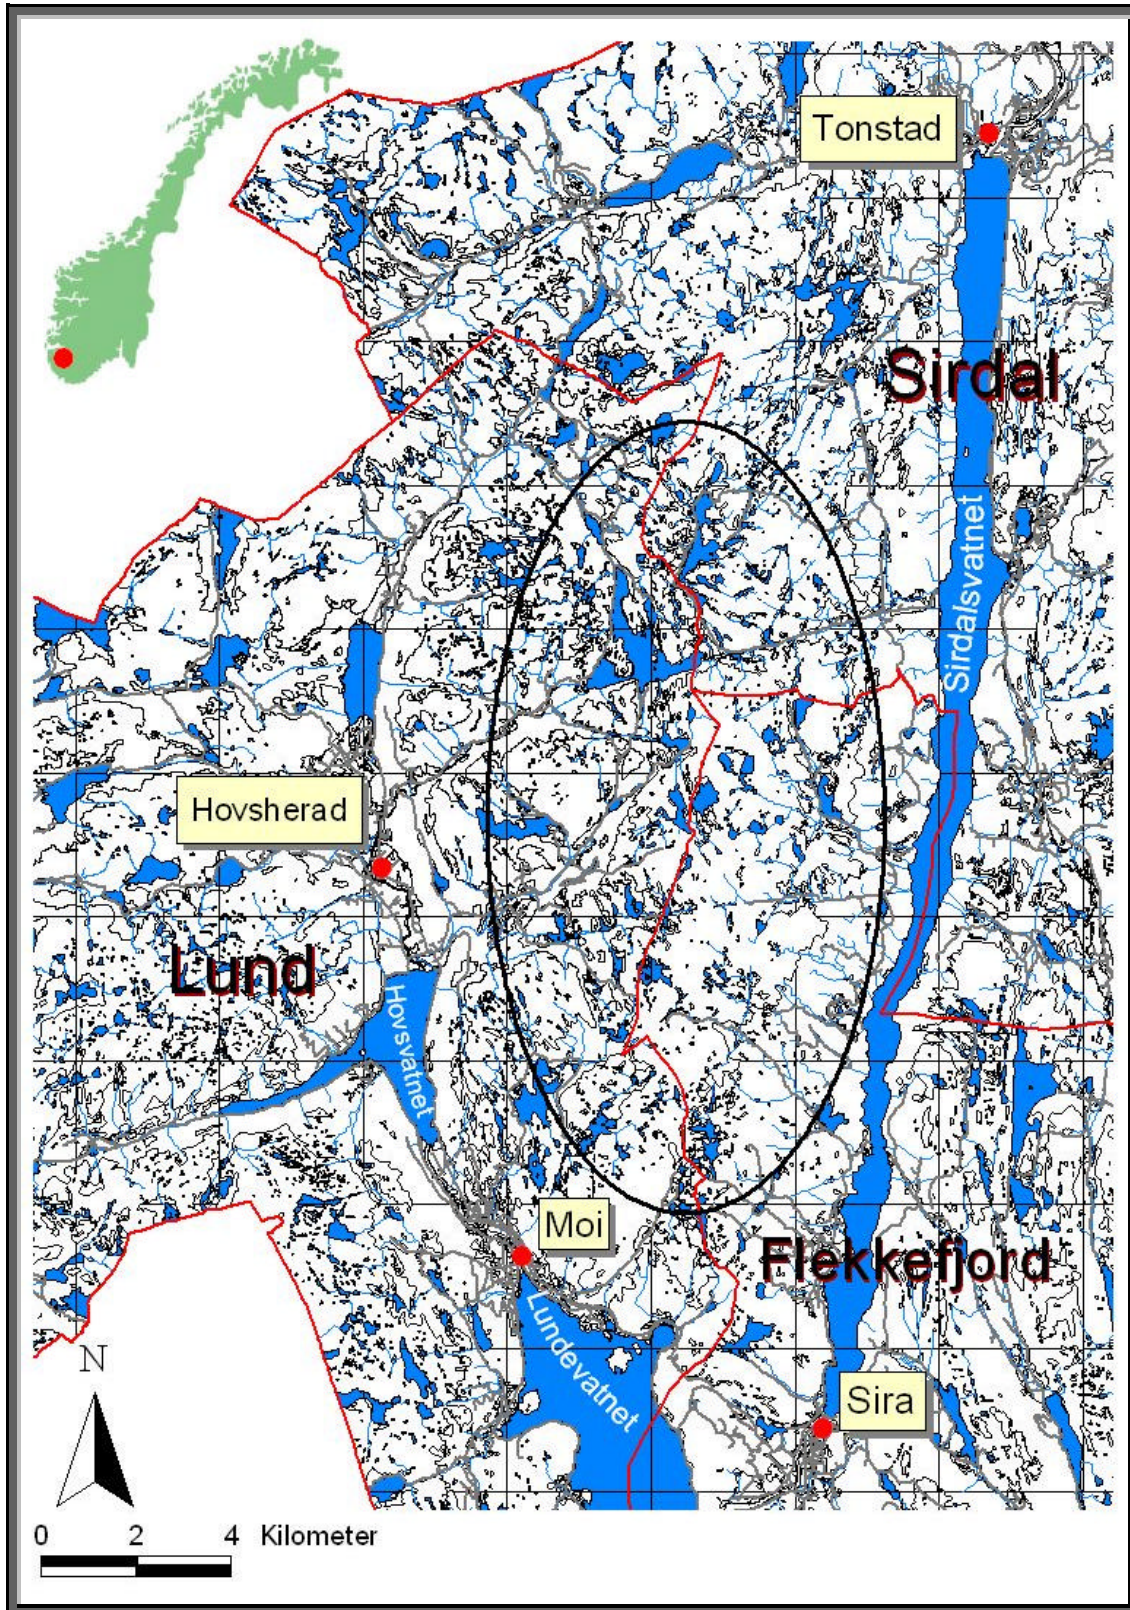 Tonstad
Sirdal
Sirdalsvatnet
Hovsherad
Lund
Hovsvatnet
Moi
Flekkefjord
Lundevatnet
N
Sira
0 2 4 Kilometer